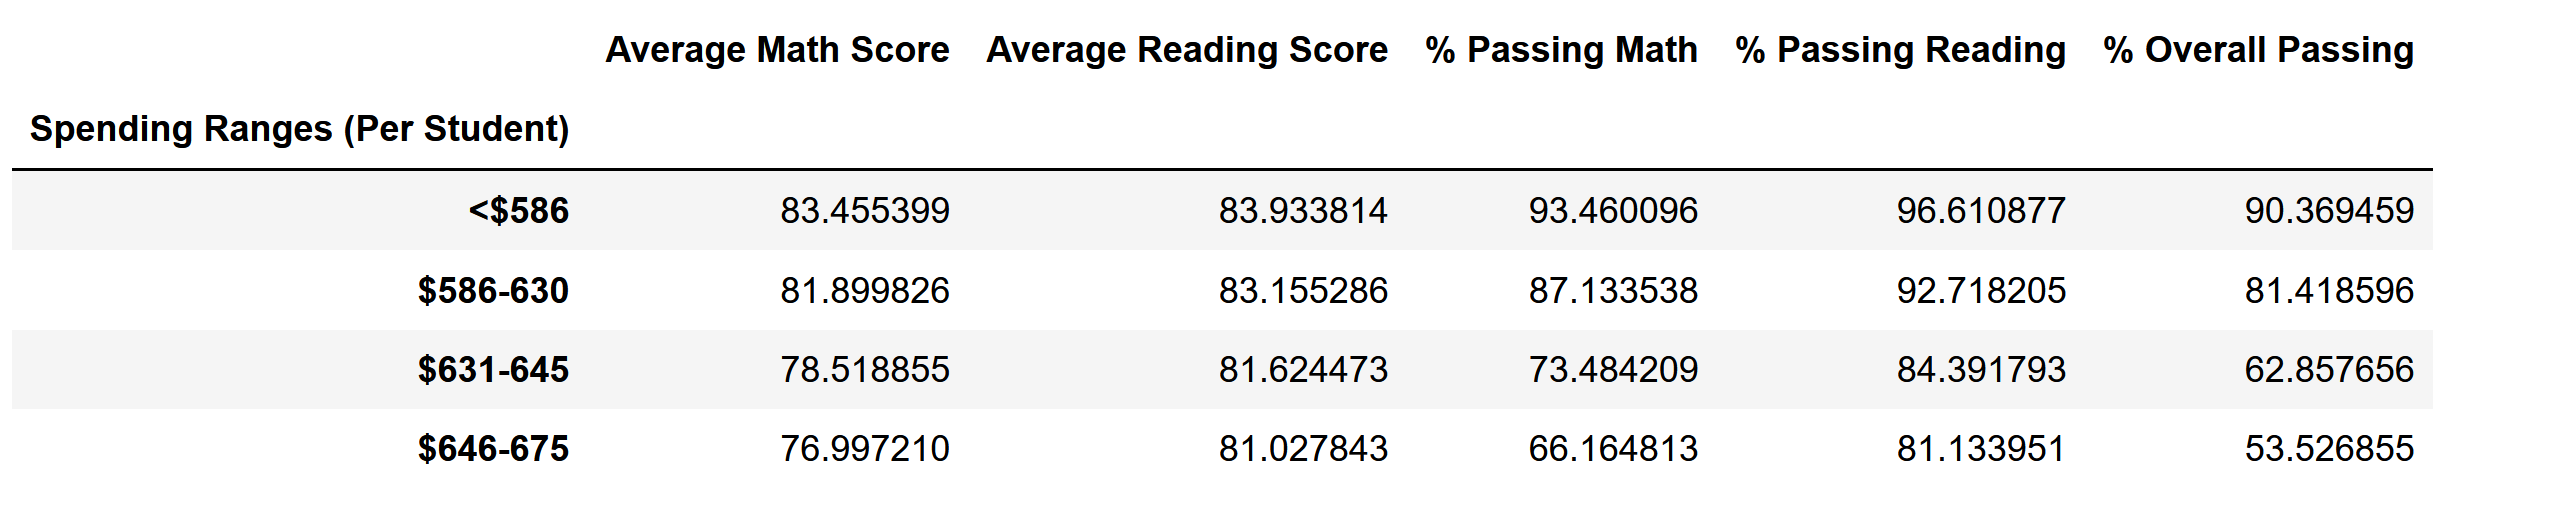 Average Math Score Average Reading Score % Passing Math % Passing Reading % Overall Passing
Spending Ranges (Per Student)
<$586 83.455399 83.933814 93.460096 96.610877 90.369459
$586-630 81.899826 83.155286 87.133538 92.718205 81.418596
$631-645 78.518855 81.624473 73.484209 84.391793 62.857656
$646-675 76.997210 81.027843 66.164813 81.133951 53.526855